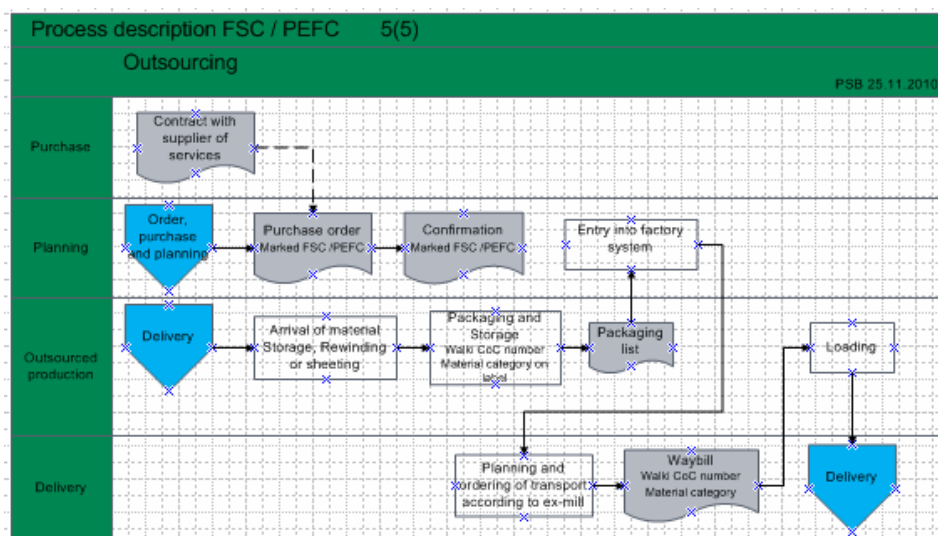 Process description FSC / PEFC 5(5)
Outsourcing
PSB 25.11.2010
Purchase
Contract with
supplier of
services
Planning
Order,
purchase
and planning
Purchase order
Marked FSC /PEFC
Confirmation
Marked FSC /PEFC
Entry into factory
system
Outsourced
production
Delivery
Arrival of material
Storage, Rewinding
or sheeting
Packaging and
Storage
Walki CoC number
Material category on
label
Packaging
list
Loading
Delivery
Planning and
ordering of transport
according to ex-mill
Waybill
Walki CoC number
Material category
Delivery